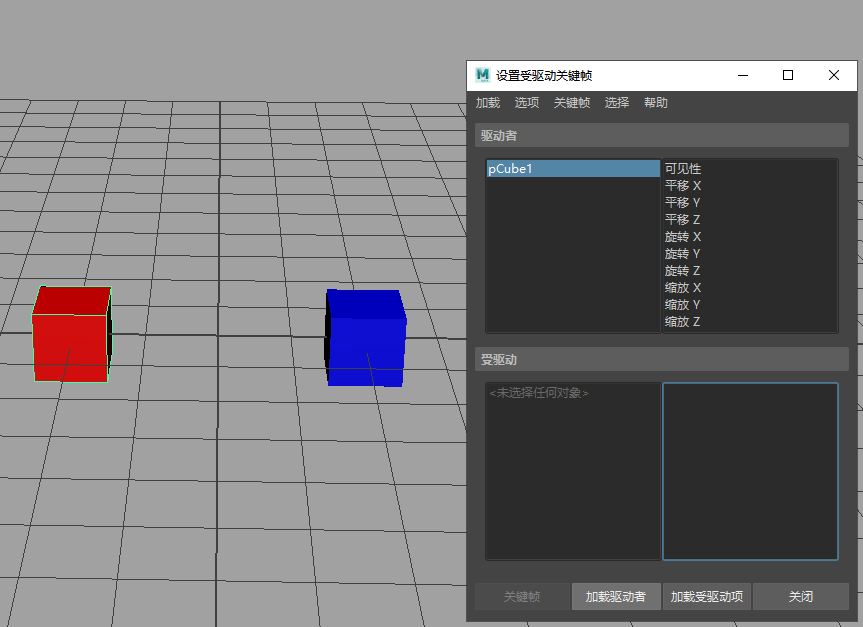 M 设置受驱动关键帧
加载 选项 关键帧 选择 帮助
驱动者
pCube1
可见性
平移 X
平移 Y
平移 Z
旋转 X
旋转 Y
旋转 Z
缩放 X
缩放 Y
缩放 Z
受驱动
<未选择任何对象>
关键帧 加载驱动者 加载受驱动项 关闭